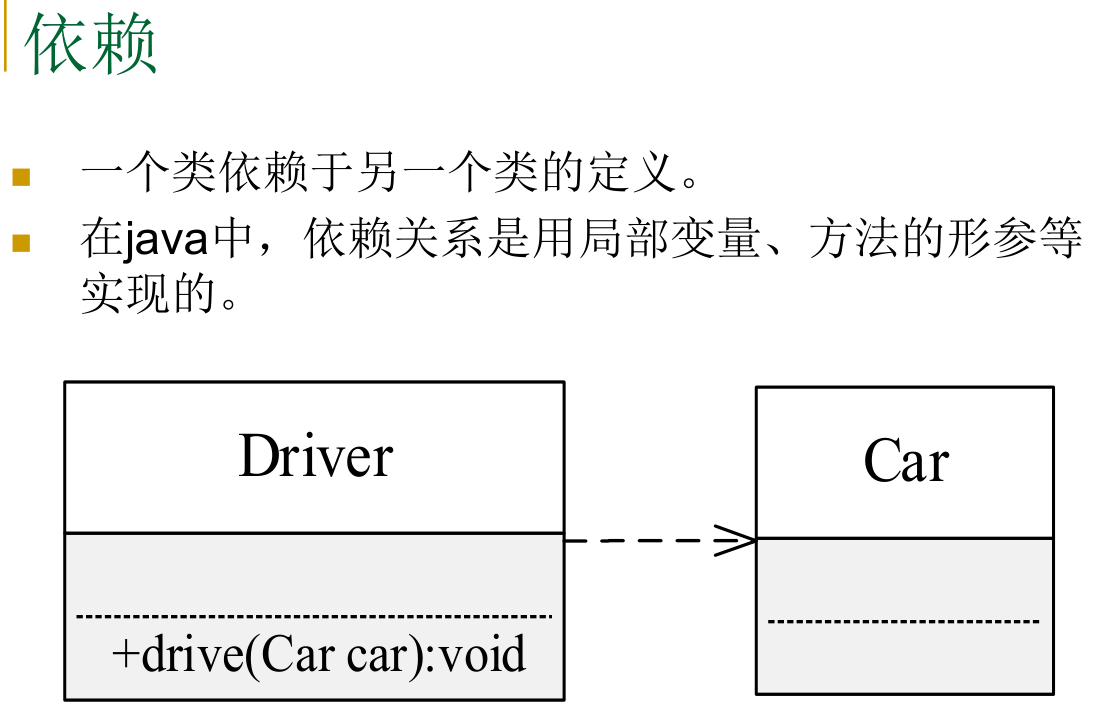 依赖
一个类依赖于另一个类的定义。
在java中，依赖关系是用局部变量、方法的形参等
实现的。
Driver
Car
+drive(Car car):void